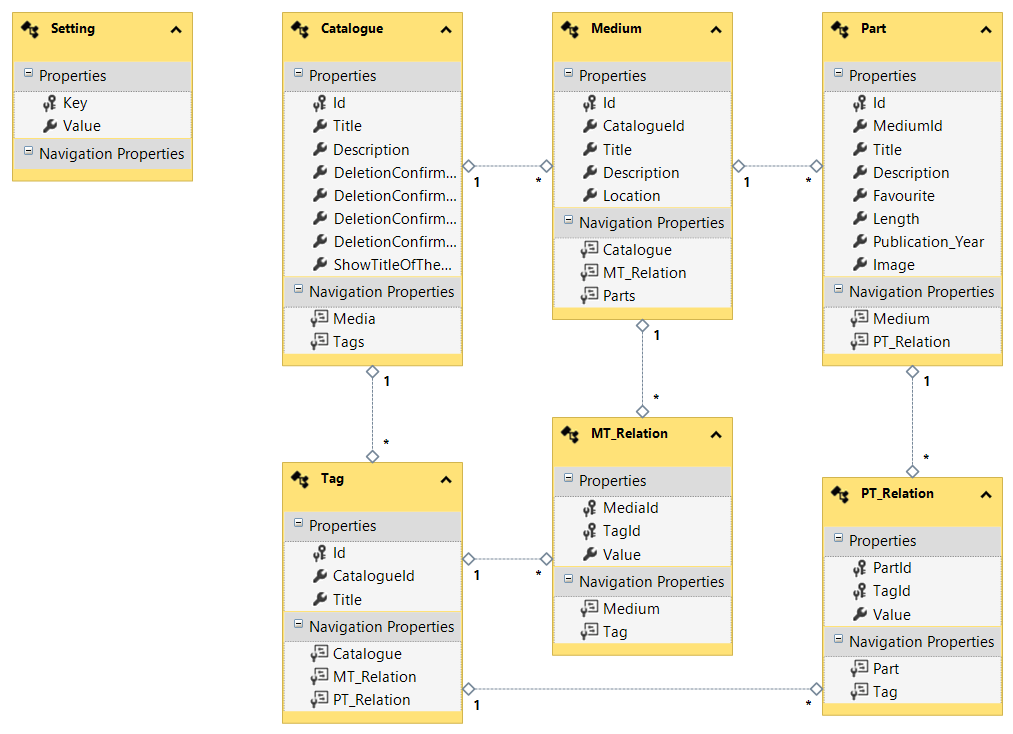 Setting
Properties
Key
Value
Navigation Properties
Catalogue
Properties
Id
Title
Description
DeletionConfirm...
DeletionConfirm...
DeletionConfirm...
DeletionConfirm...
ShowTitleOfThe...
Navigation Properties
Media
Tags
1
*
1
*
Medium
Properties
Id
CatalogueId
Title
Description
Location
Navigation Properties
Catalogue
MT_Relation
Parts
1
*
1
*
Part
Properties
Id
MediumId
Title
Description
Favourite
Length
Publication_Year
Image
Navigation Properties
Medium
PT_Relation
1
*
Tag
Properties
Id
CatalogueId
Title
Navigation Properties
Catalogue
MT_Relation
PT_Relation
1
*
1
*
MT_Relation
Properties
MediaId
TagId
Value
Navigation Properties
Medium
Tag
PT_Relation
Properties
PartId
TagId
Value
Navigation Properties
Part
Tag